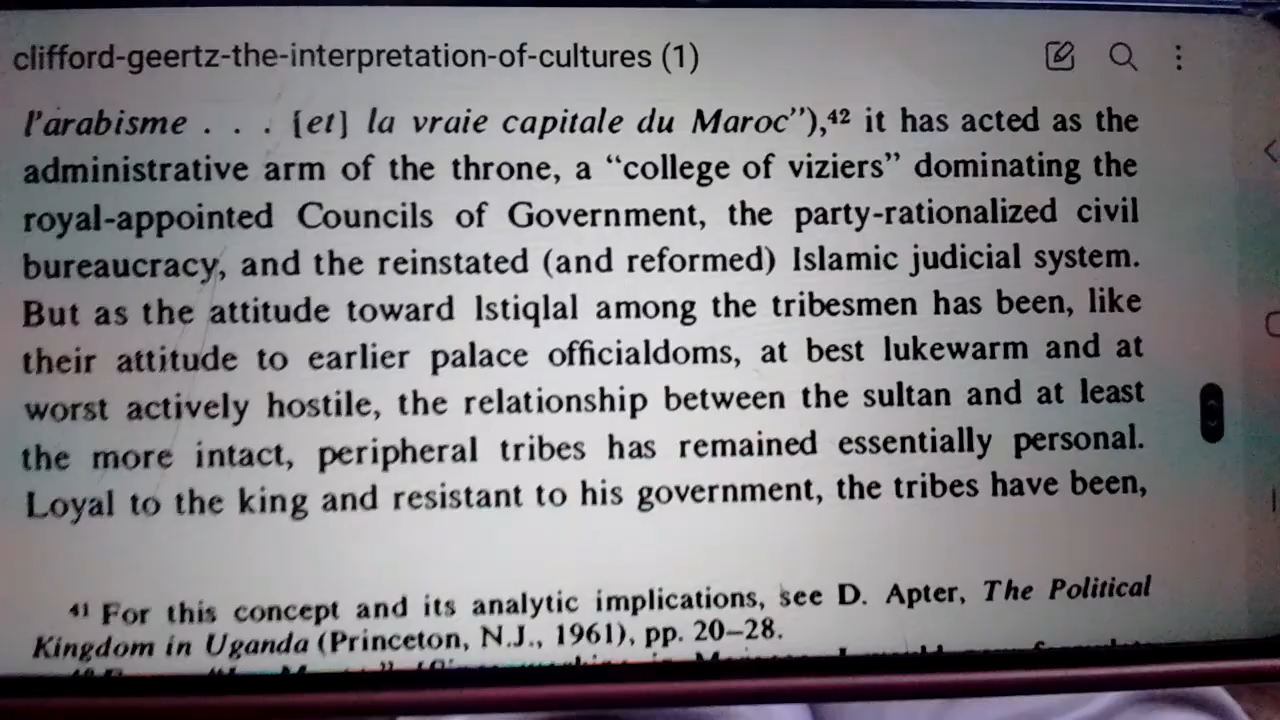 clifford-geertz-the-interpretation-of-cultures (1)
l'arabisme . . . [et] la vraie capitale du Maroc”),42 it has acted as the
administrative arm of the throne, a “college of viziers” dominating the
royal-appointed Councils of Government, the party-rationalized civil
bureaucracy, and the reinstated (and reformed) Islamic judicial system.
But as the attitude toward Istiqlal among the tribesmen has been, like
their attitude to earlier palace officialdoms, at best lukewarm and at
worst actively hostile, the relationship between the sultan and at least
the more intact, peripheral tribes has remained essentially personal.
Loyal to the king and resistant to his government, the tribes have been,
41 For this concept and its analytic implications, see D. Apter, The Political
Kingdom in Uganda (Princeton, N.J., 1961), pp. 20–28.